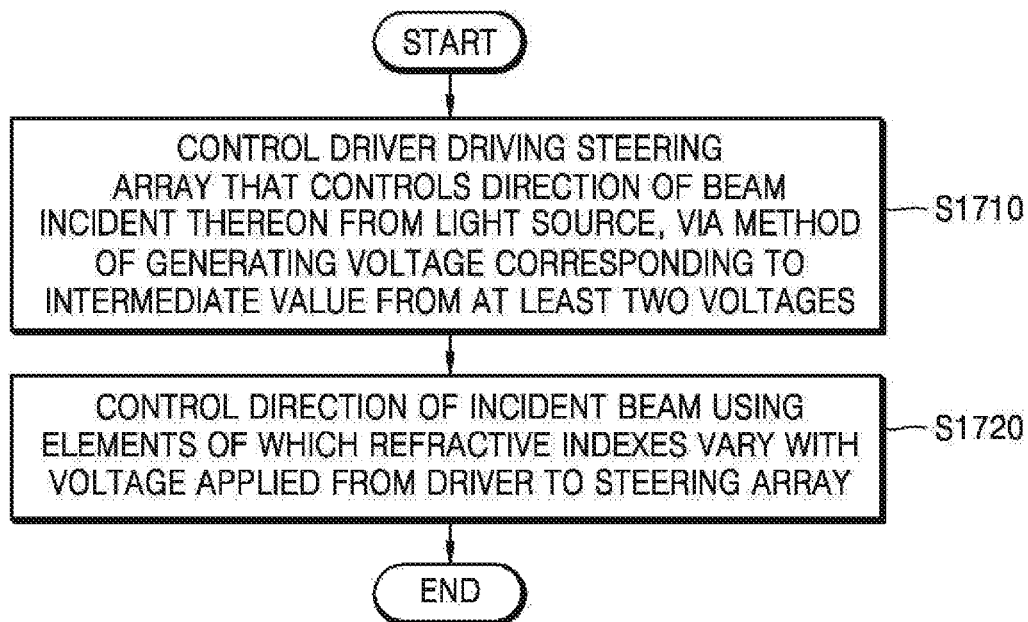 START
CONTROL DRIVER DRIVING STEERING
ARRAY THAT CONTROLS DIRECTION OF BEAM
INCIDENT THEREON FROM LIGHT SOURCE, VIA METHOD
OF GENERATING VOLTAGE CORRESPONDING TO
INTERMEDIATE VALUE FROM AT LEAST TWO VOLTAGES
S1710
CONTROL DIRECTION OF INCIDENT BEAM USING
ELEMENTS OF WHICH REFRACTIVE INDEXES VARY WITH
VOLTAGE APPLIED FROM DRIVER TO STEERING ARRAY
S1720
END